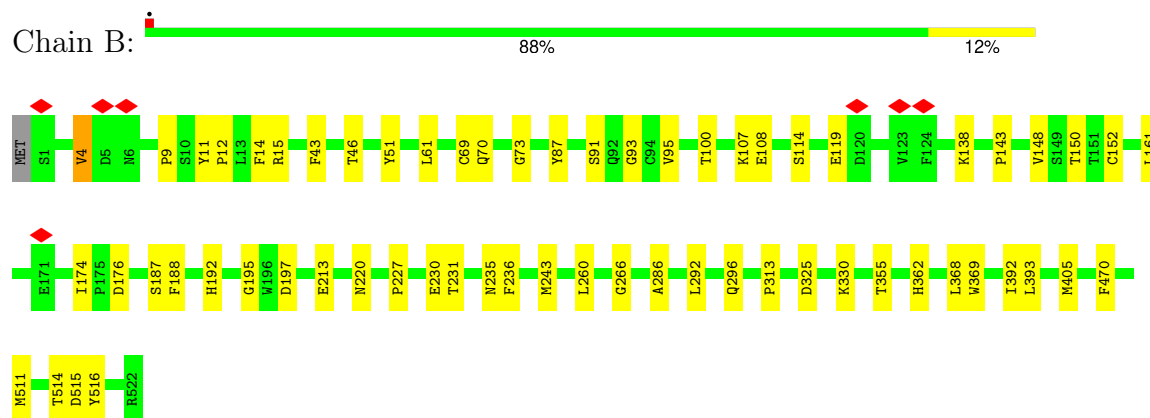 Chain B:
88% 12%
MET S1 V4 D5 N6 P9 S10 Y11 P12 L13 F14 R15 F43 T46 Y51 L61 C69 Q70 G73 Y87 S91 Q92 G93 C94 V95 T100 K107 E108 S114 E119 D120 V123 F124 K138 P143 V148 S149 T150 T151 C152
E171 I174 P175 D176 S187 F188 H192 G195 W196 D197 E213 N220 P227 E230 T231 N235 F236 M243 L260 G266 A286 L292 Q296 P313 D325 K330 T355 H362 L368 W369 I392 L393 M405 F470
M511 T514 D515 Y516 R522